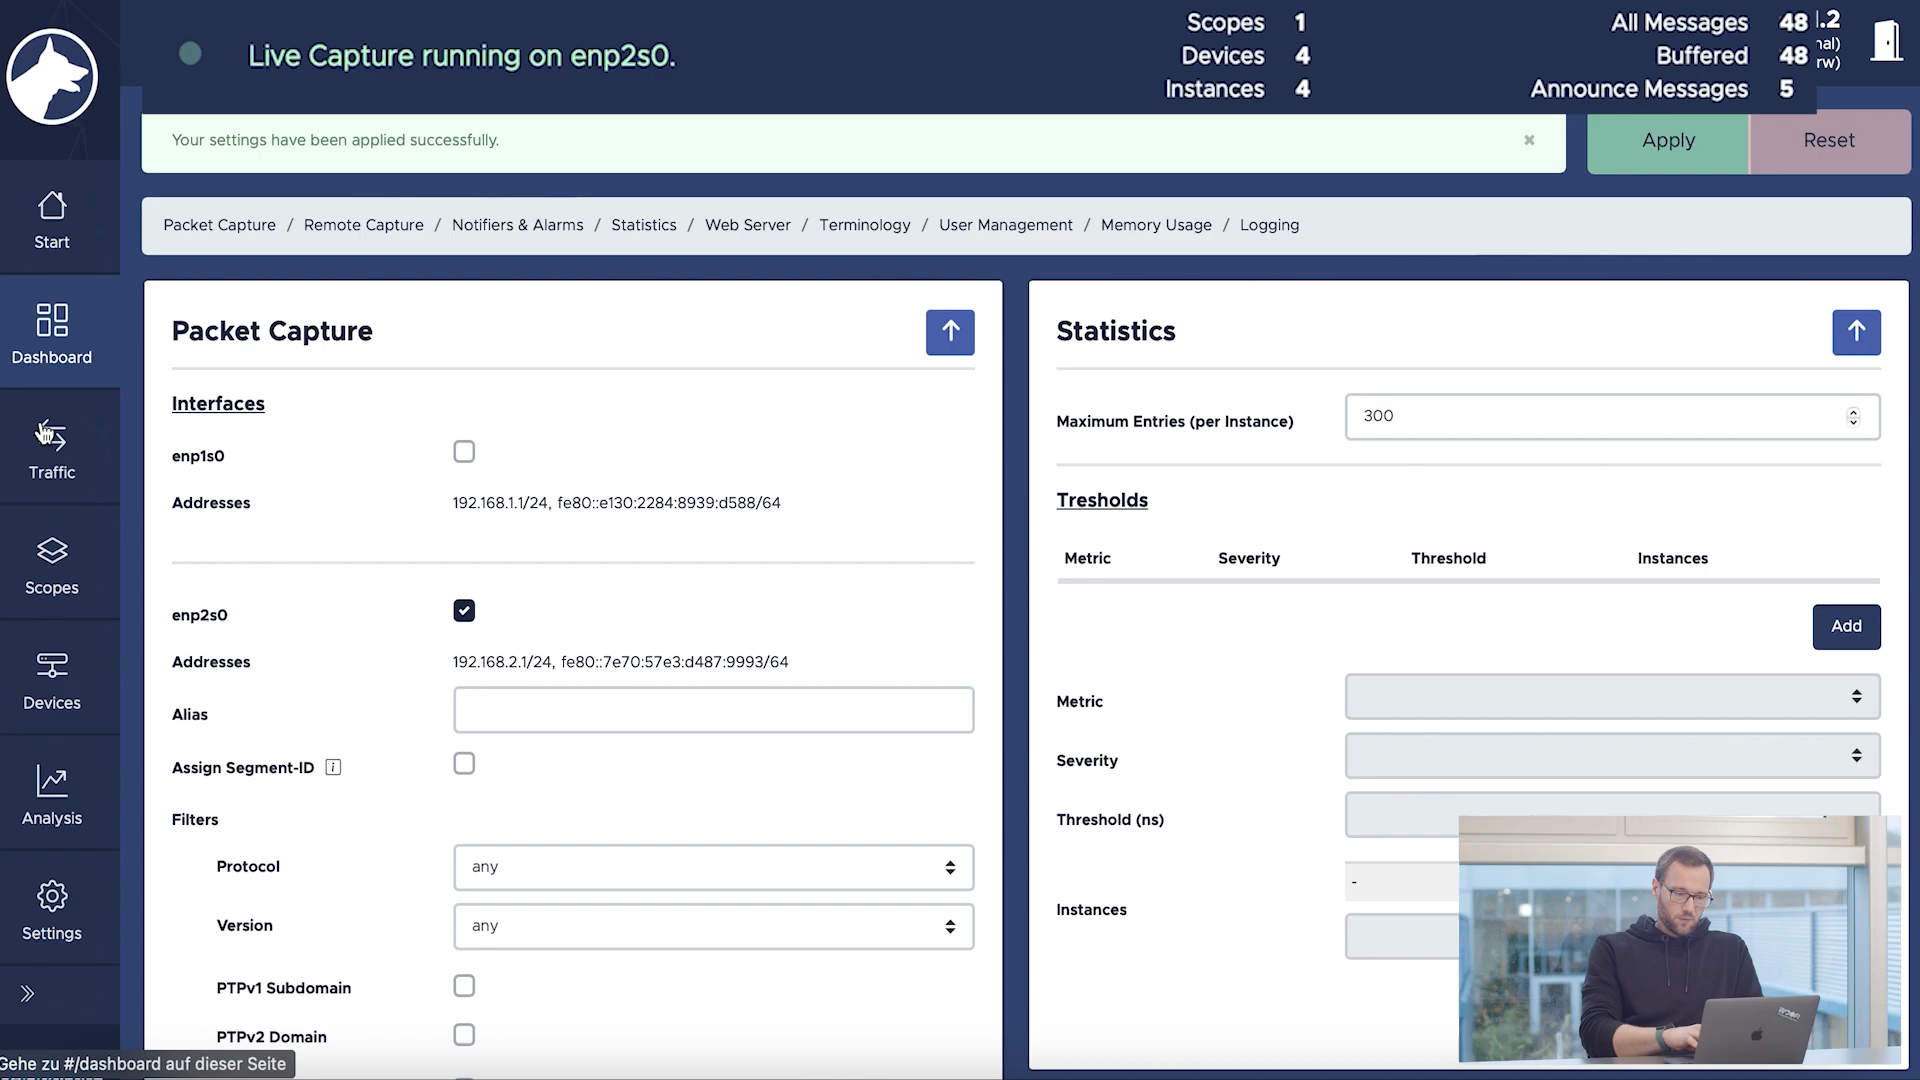 Live Capture running on enp2s0.
Scopes 1
Devices 4
Instances 4
All Messages 48
Buffered 48
Announce Messages 5
.2
al)
rw)
Your settings have been applied successfully. ×
Apply
Reset
Packet Capture / Remote Capture / Notifiers & Alarms / Statistics / Web Server / Terminology / User Management / Memory Usage / Logging
Start
Dashboard
Traffic
Scopes
Devices
Analysis
Settings
Packet Capture
Interfaces
enp1s0
Addresses 192.168.1.1/24, fe80::e130:2284:8939:d588/64
enp2s0
Addresses 192.168.2.1/24, fe80::7e70:57e3:d487:9993/64
Alias
Assign Segment-ID i
Filters
Protocol any
Version any
PTPv1 Subdomain
PTPv2 Domain
Statistics
Maximum Entries (per Instance) 300
Tresholds
Metric Severity Threshold Instances
Add
Metric
Severity
Threshold (ns)
-
Instances
Gehe zu #/dashboard auf dieser Seite